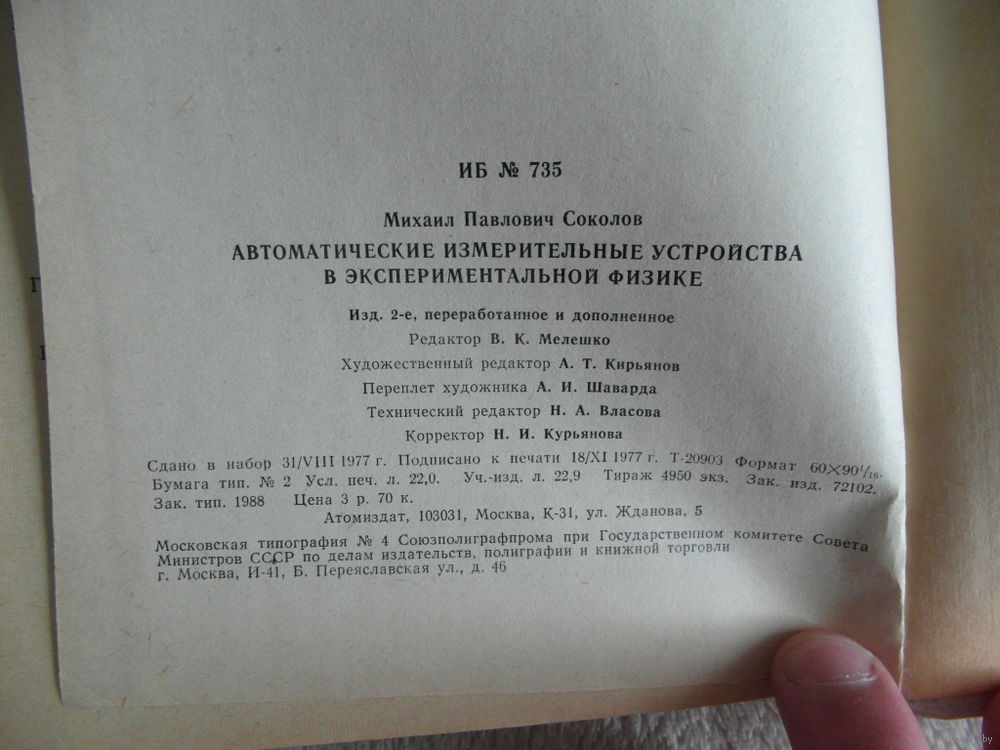 ИБ № 735
Михаил Павлович Соколов
АВТОМАТИЧЕСКИЕ ИЗМЕРИТЕЛЬНЫЕ УСТРОЙСТВА
В ЭКСПЕРИМЕНТАЛЬНОЙ ФИЗИКЕ
Изд. 2-е, переработанное и дополненное
Редактор В. К. Мелешко
Художественный редактор А. Т. Кирьянов
Переплет художника А. И. Шаварда
Технический редактор Н. А. Власова
Корректор Н. И. Курьянова
Сдано в набор 31/VIII 1977 г. Подписано к печати 18/XI 1977 г. Т-20903 Формат 60×90¹/₁₆.
Бумага тип. № 2 Усл. печ. л. 22,0. Уч.-изд. л. 22,9 Тираж 4950 экз. Зак. изд. 72102.
Зак. тип. 1988 Цена 3 р. 70 к.
Атомиздат, 103031, Москва, К-31, ул. Жданова, 5
Московская типография № 4 Союзполиграфпрома при Государственном комитете Совета
Министров СССР по делам издательств, полиграфии и книжной торговли
г. Москва, И-41, Б. Переяславская ул., д. 46